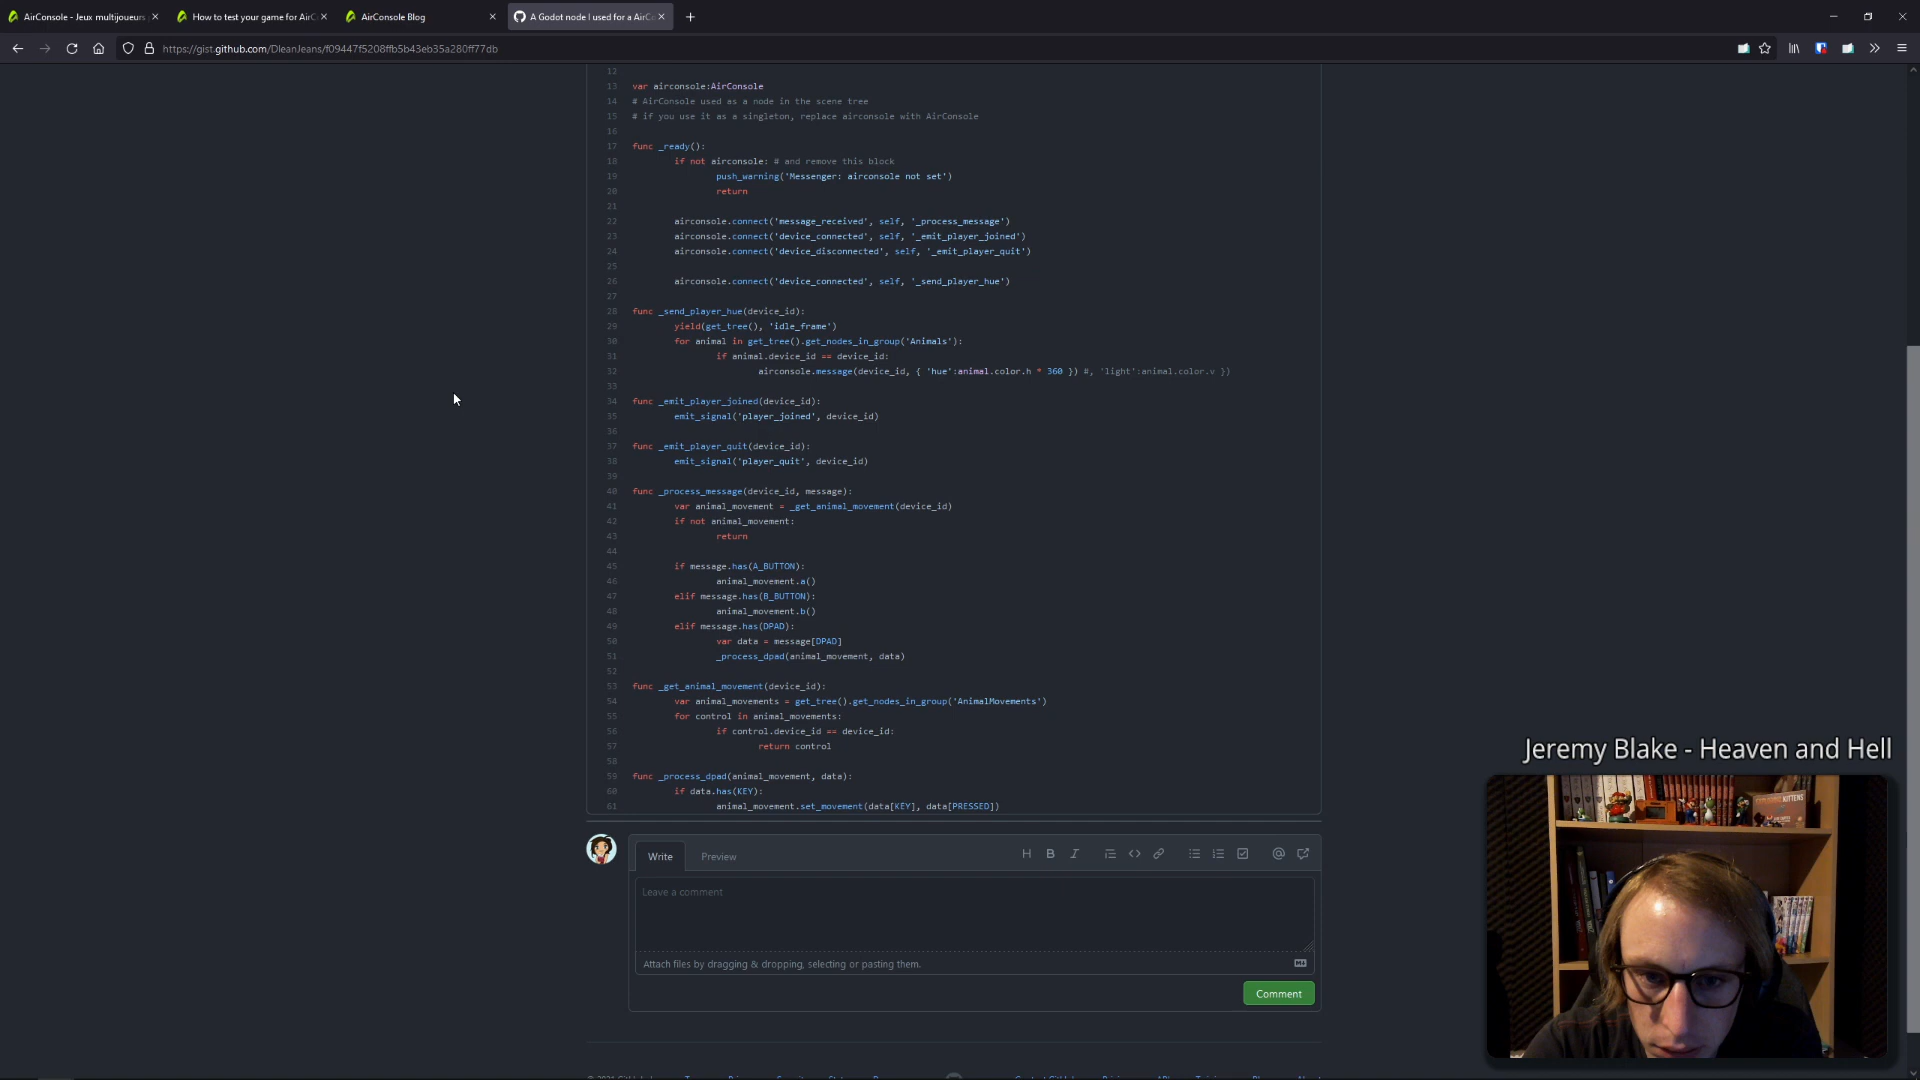 AirConsole - Jeux multijoueurs
How to test your game for AirC
AirConsole Blog
A Godot node I used for a AirCo
https://gist.github.com/DleanJeans/f09447f5208ffb5b43eb35a280ff77db
12
13 var airconsole:AirConsole
14 # AirConsole used as a node in the scene tree
15 # if you use it as a singleton, replace airconsole with AirConsole
16
17 func _ready():
18 if not airconsole: # and remove this block
19 push_warning('Messenger: airconsole not set')
20 return
21
22 airconsole.connect('message_received', self, '_process_message')
23 airconsole.connect('device_connected', self, '_emit_player_joined')
24 airconsole.connect('device_disconnected', self, '_emit_player_quit')
25
26 airconsole.connect('device_connected', self, '_send_player_hue')
27
28 func _send_player_hue(device_id):
29 yield(get_tree(), 'idle_frame')
30 for animal in get_tree().get_nodes_in_group('Animals'):
31 if animal.device_id == device_id:
32 airconsole.message(device_id, { 'hue':animal.color.h * 360 }) #, 'light':animal.color.v })
33
34 func _emit_player_joined(device_id):
35 emit_signal('player_joined', device_id)
36
37 func _emit_player_quit(device_id):
38 emit_signal('player_quit', device_id)
39
40 func _process_message(device_id, message):
41 var animal_movement = _get_animal_movement(device_id)
42 if not animal_movement:
43 return
44
45 if message.has(A_BUTTON):
46 animal_movement.a()
47 elif message.has(B_BUTTON):
48 animal_movement.b()
49 elif message.has(DPAD):
50 var data = message[DPAD]
51 _process_dpad(animal_movement, data)
52
53 func _get_animal_movement(device_id):
54 var animal_movements = get_tree().get_nodes_in_group('AnimalMovements')
55 for control in animal_movements:
56 if control.device_id == device_id:
57 return control
58
59 func _process_dpad(animal_movement, data):
60 if data.has(KEY):
61 animal_movement.set_movement(data[KEY], data[PRESSED])
Jeremy Blake - Heaven and Hell
Write
Preview
Leave a comment
Attach files by dragging & dropping, selecting or pasting them.
Comment